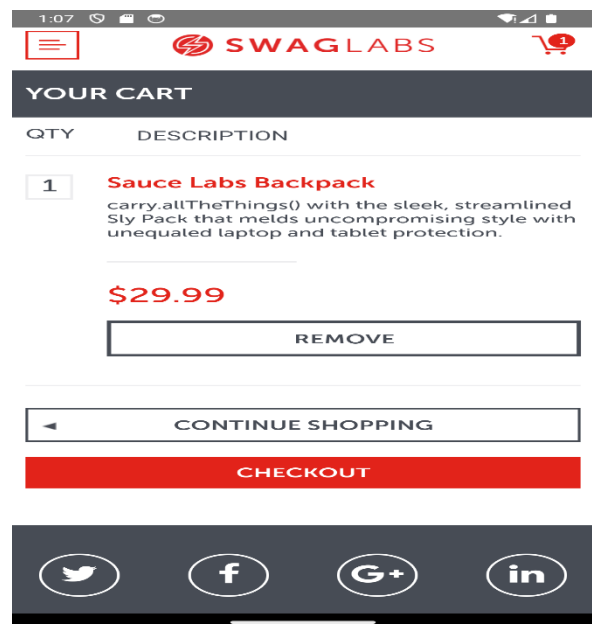 1:07
SWAGLABS
1
YOUR CART
QTY DESCRIPTION
1
Sauce Labs Backpack
carry.allTheThings() with the sleek, streamlined
Sly Pack that melds uncompromising style with
unequaled laptop and tablet protection.
$29.99
REMOVE
CONTINUE SHOPPING
CHECKOUT
f
G+
in